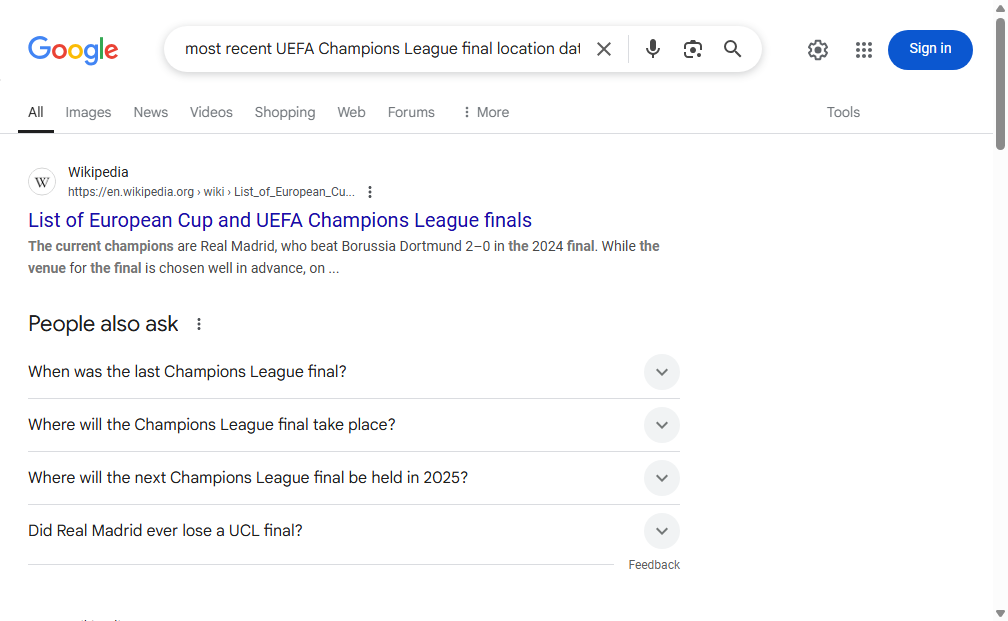 Google
most recent UEFA Champions League final location dat
Sign in
All Images News Videos Shopping Web Forums More Tools
W
Wikipedia
https://en.wikipedia.org › wiki › List_of_European_Cu...
List of European Cup and UEFA Champions League finals
The current champions are Real Madrid, who beat Borussia Dortmund 2–0 in the 2024 final. While the
venue for the final is chosen well in advance, on ...
People also ask
When was the last Champions League final?
Where will the Champions League final take place?
Where will the next Champions League final be held in 2025?
Did Real Madrid ever lose a UCL final?
Feedback